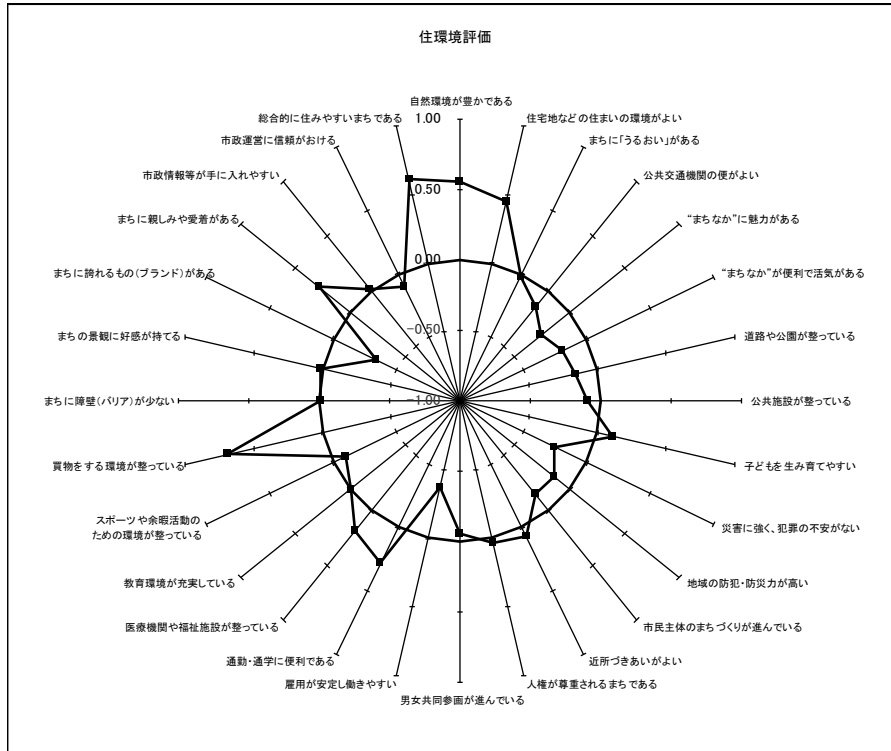 住環境評価
自然環境が豊かである
総合的に住みやすいまちである
1.00
住宅地などの住まいの環境がよい
市政運営に信頼がおける
まちに「うるおい」がある
市政情報等が手に入れやすい
公共交通機関の便がよい
0.50
まちに親しみや愛着がある
“まちなか”に魅力がある
まちに誇れるもの（ブランド）がある
0.00
“まちなか”が便利で活気がある
まちの景観に好感が持てる
-0.50
道路や公園が整っている
まちに障壁（バリア）が少ない
-1.00
公共施設が整っている
買物をする環境が整っている
子どもを生み育てやすい
スポーツや余暇活動の
ための環境が整っている
災害に強く、犯罪の不安がない
教育環境が充実している
地域の防犯・防災力が高い
医療機関や福祉施設が整っている
市民主体のまちづくりが進んでいる
通勤・通学に便利である
近所づきあいがよい
雇用が安定し働きやすい
人権が尊重されるまちである
男女共同参画が進んでいる